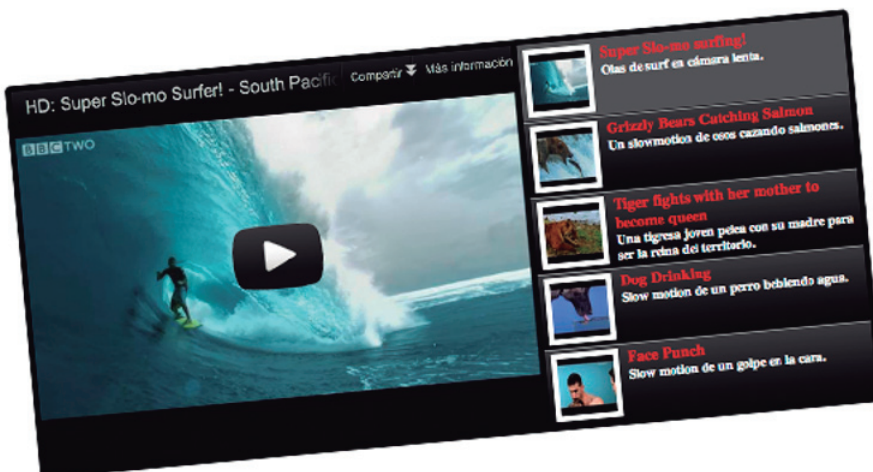 HD: Super Slo-mo Surfer! - South Pacific
Compartir
Más información
BBC TWO
Super Slo-mo surfing!
Olas de surf en cámara lenta.
Grizzly Bears Catching Salmon
Un slowmotion de osos cazando salmones.
Tiger fights with her mother to
become queen
Una tigresa joven pelea con su madre para
ser la reina del territorio.
Dog Drinking
Slow motion de un perro bebiendo agua.
Face Punch
Slow motion de un golpe en la cara.